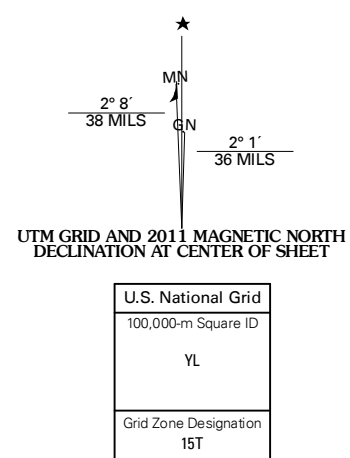 ★
MN
2° 8´
38 MILS
GN
2° 1´
36 MILS
UTM GRID AND 2011 MAGNETIC NORTH
DECLINATION AT CENTER OF SHEET
U.S. National Grid
100,000-m Square ID
YL
Grid Zone Designation
15T